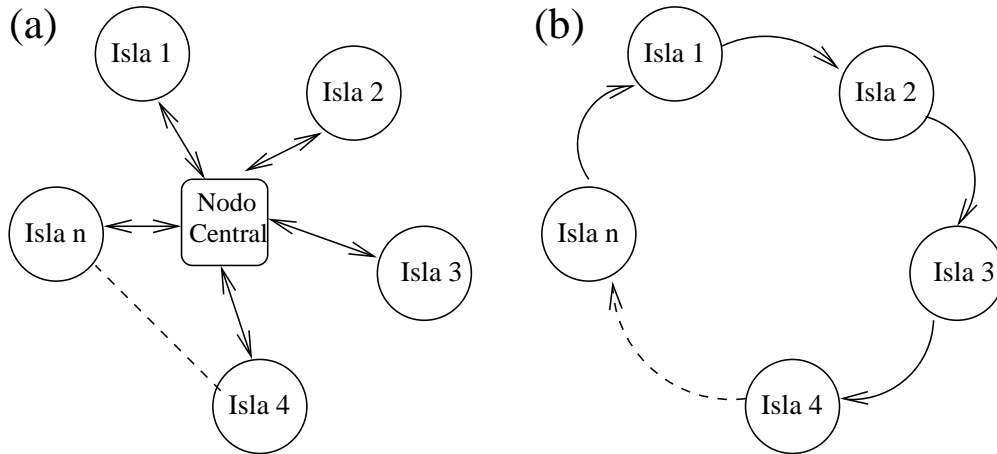 (a)
Isla 1
Isla 2
Nodo
Central
Isla n
Isla 3
Isla 4
(b)
Isla 1
Isla 2
Isla n
Isla 3
Isla 4